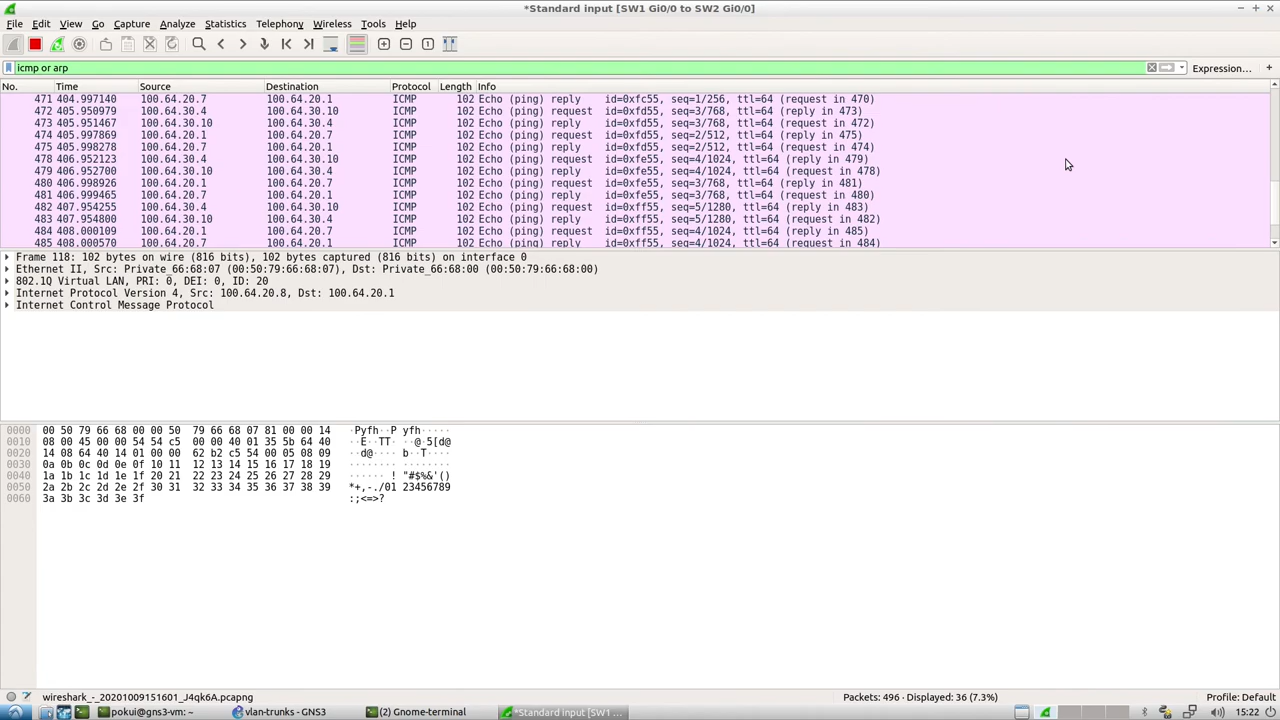 *Standard input [SW1 Gi0/0 to SW2 Gi0/0]
File Edit View Go Capture Analyze Statistics Telephony Wireless Tools Help
icmp or arp Expression... +
No. Time Source Destination Protocol Length Info
471 404.997140 100.64.20.7 100.64.20.1 ICMP 102 Echo (ping) reply id=0xfc55, seq=1/256, ttl=64 (request in 470)
472 405.950979 100.64.30.4 100.64.30.10 ICMP 102 Echo (ping) request id=0xfd55, seq=3/768, ttl=64 (reply in 473)
473 405.951467 100.64.30.10 100.64.30.4 ICMP 102 Echo (ping) reply id=0xfd55, seq=3/768, ttl=64 (request in 472)
474 405.997869 100.64.20.1 100.64.20.7 ICMP 102 Echo (ping) request id=0xfd55, seq=2/512, ttl=64 (reply in 475)
475 405.998278 100.64.20.7 100.64.20.1 ICMP 102 Echo (ping) reply id=0xfd55, seq=2/512, ttl=64 (request in 474)
478 406.952123 100.64.30.4 100.64.30.10 ICMP 102 Echo (ping) request id=0xfe55, seq=4/1024, ttl=64 (reply in 479)
479 406.952700 100.64.30.10 100.64.30.4 ICMP 102 Echo (ping) reply id=0xfe55, seq=4/1024, ttl=64 (request in 478)
480 406.998926 100.64.20.1 100.64.20.7 ICMP 102 Echo (ping) request id=0xfe55, seq=3/768, ttl=64 (reply in 481)
481 406.999465 100.64.20.7 100.64.20.1 ICMP 102 Echo (ping) reply id=0xfe55, seq=3/768, ttl=64 (request in 480)
482 407.954255 100.64.30.4 100.64.30.10 ICMP 102 Echo (ping) request id=0xff55, seq=5/1280, ttl=64 (reply in 483)
483 407.954800 100.64.30.10 100.64.30.4 ICMP 102 Echo (ping) reply id=0xff55, seq=5/1280, ttl=64 (request in 482)
484 408.000109 100.64.20.1 100.64.20.7 ICMP 102 Echo (ping) request id=0xff55, seq=4/1024, ttl=64 (reply in 485)
485 408.000570 100.64.20.7 100.64.20.1 ICMP 102 Echo (ping) reply id=0xff55, seq=4/1024, ttl=64 (request in 484)
Frame 118: 102 bytes on wire (816 bits), 102 bytes captured (816 bits) on interface 0
Ethernet II, Src: Private_66:68:07 (00:50:79:66:68:07), Dst: Private_66:68:00 (00:50:79:66:68:00)
802.1Q Virtual LAN, PRI: 0, DEI: 0, ID: 20
Internet Protocol Version 4, Src: 100.64.20.8, Dst: 100.64.20.1
Internet Control Message Protocol
0000 00 50 79 66 68 00 00 50 79 66 68 07 81 00 00 14 ·Pyfh··P yfh·····
0010 08 00 45 00 00 54 54 c5 00 00 40 01 35 5b 64 40 ··E··TT· ··@·5[d@
0020 14 08 64 40 14 01 00 00 62 b2 c5 54 00 05 08 09 ··d@···· b··T····
0030 0a 0b 0c 0d 0e 0f 10 11 12 13 14 15 16 17 18 19 ········ ········
0040 1a 1b 1c 1d 1e 1f 20 21 22 23 24 25 26 27 28 29 ······ ! "#$%&'()
0050 2a 2b 2c 2d 2e 2f 30 31 32 33 34 35 36 37 38 39 *+,-./01 23456789
0060 3a 3b 3c 3d 3e 3f :;<=>?
wireshark_-_20201009151601_J4qk6A.pcapng Packets: 496 · Displayed: 36 (7.3%) Profile: Default
pokui@gns3-vm: ~ vlan-trunks - GNS3 (2) Gnome-terminal *Standard input [SW1 ... 15:22